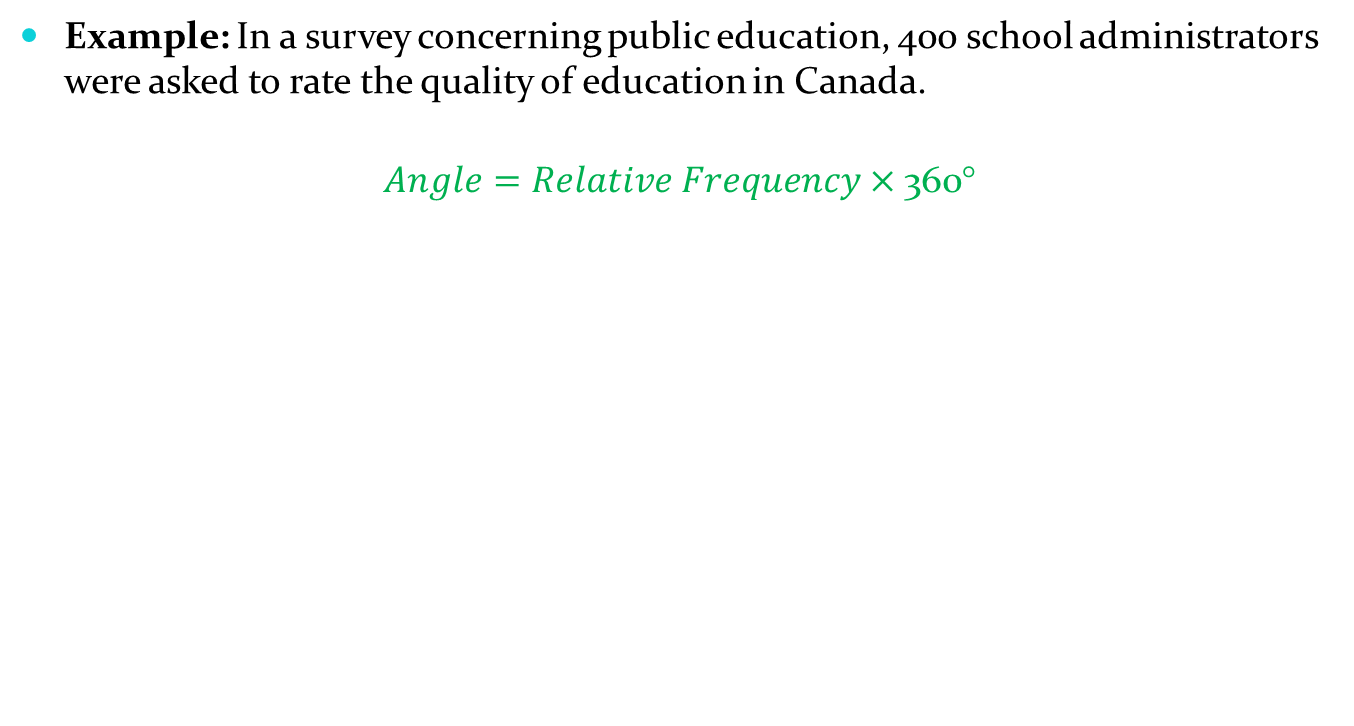 • Example: In a survey concerning public education, 400 school administrators
were asked to rate the quality of education in Canada.
Angle = Relative Frequency × 360°